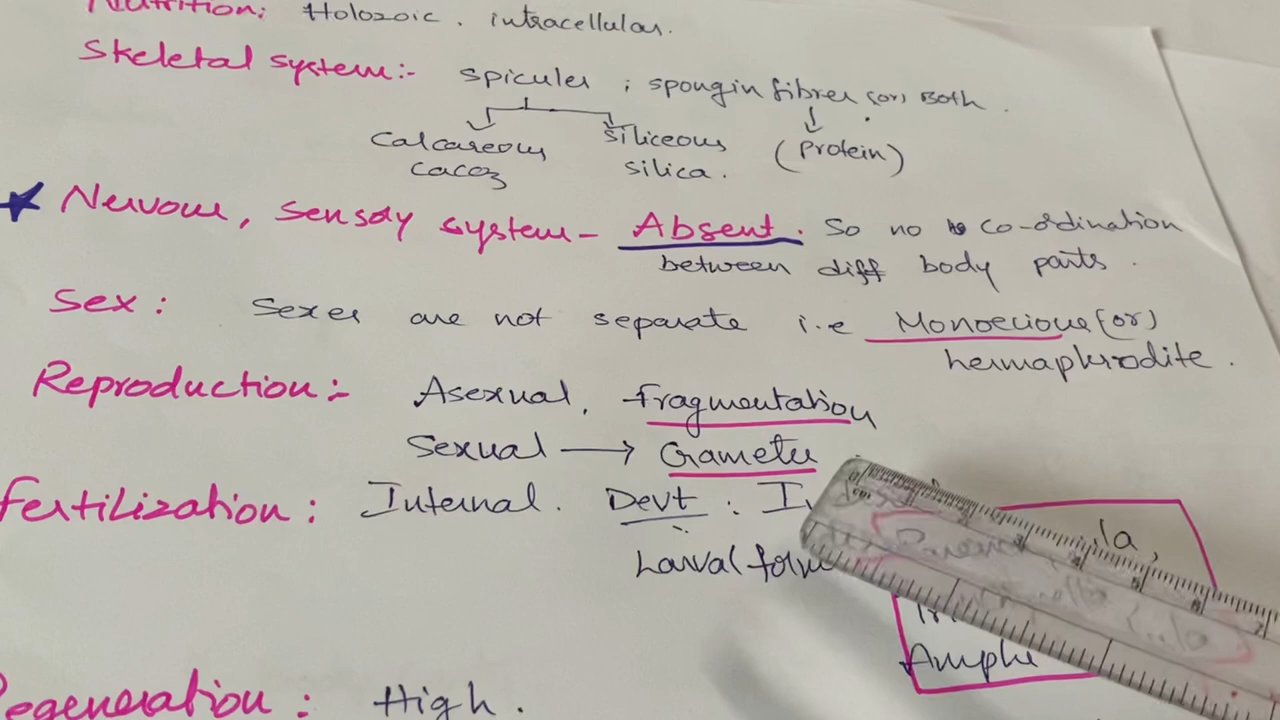 Nutrition: Holozoic. intracellular.
Skeletal system:- spicules ; spongin fibres (or) Both.
Calcareous siliceous (Protein)
CaCO3 silica.
Nervous, sensory system - Absent. So no co-ordination
between diff body parts.
Sex: Sexes are not separate i.e Monoecious (or)
hermaphrodite.
Reproduction:- Asexual, fragmentation
Sexual → Gametes
Fertilization: Internal. Devt :
Larval
Regeneration: High.